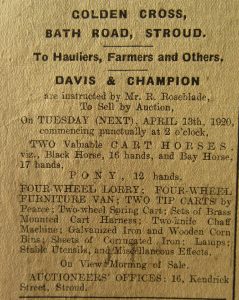 GOLDEN CROSS,
BATH ROAD, STROUD.
To Hauliers, Farmers and Others.
DAVIS & CHAMPION
are instructed by Mr. R. Roseblade,
To Sell by Auction,
On TUESDAY (NEXT), APRIL 13th, 1920,
commencing punctually at 2 o'clock,
TWO Valuable CART HORSES,
viz., Black Horse, 16 hands, and Bay Horse,
17 hands.
PONY, 12 hands.
FOUR-WHEEL LORRY; FOUR-WHEEL
FURNITURE VAN; TWO TIP CARTS by
Pearce; Two-wheel Spring Cart; Sets of Brass
Mounted Cart Harness; Two-knife Chaff
Machine; Galvanized Iron and Wooden Corn
Bins; Sheets of Corrugated Iron; Lamps;
Stable Utensils, and Miscellaneous Effects.
On View Morning of Sale.
AUCTIONEERS' OFFICES: 16, Kendrick
Street, Stroud.